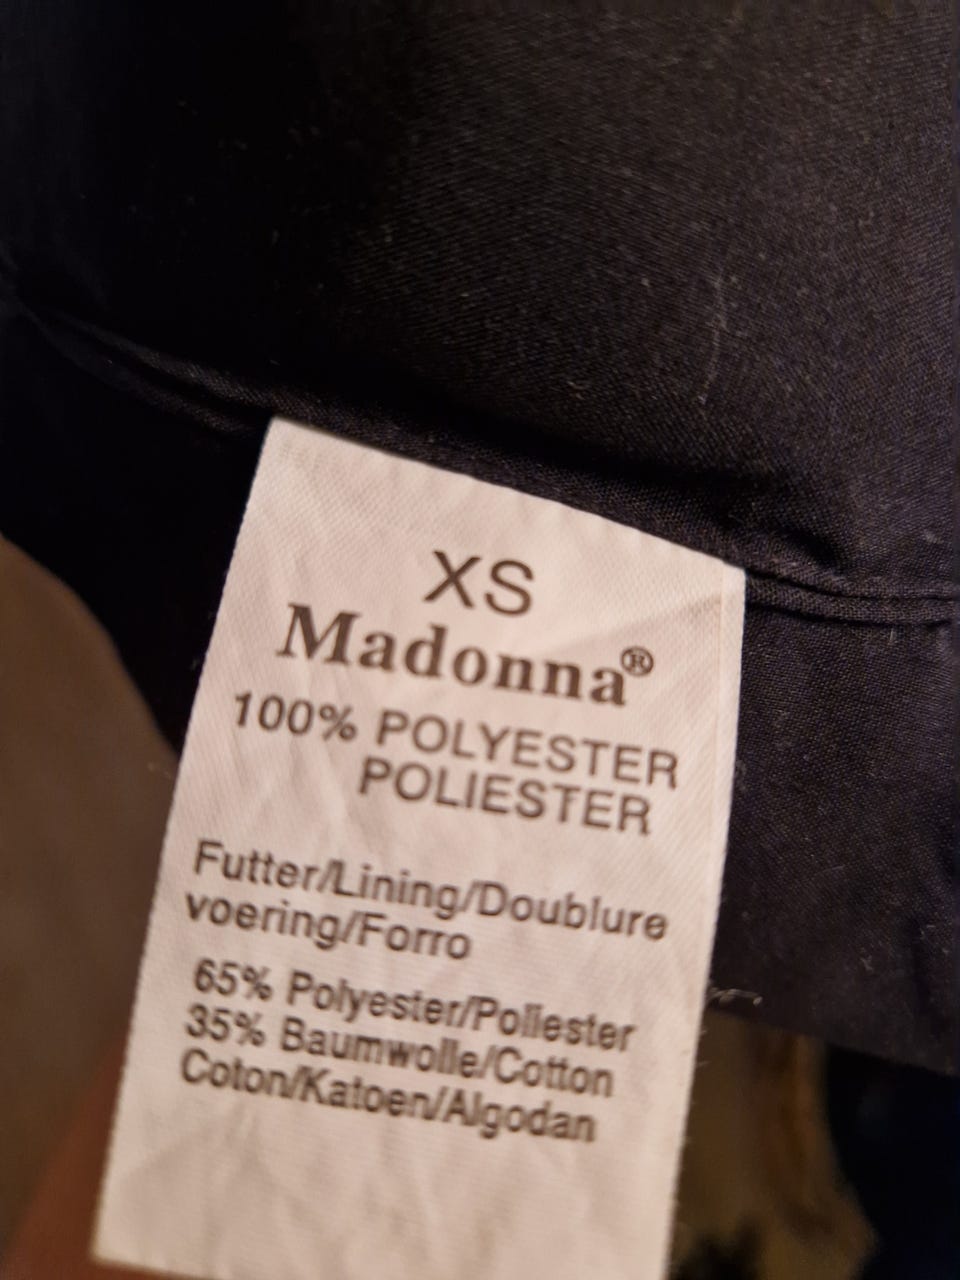 XS
Madonna®
100% POLYESTER
POLIESTER
Futter/Lining/Doublure
voering/Forro
65% Polyester/Poliester
35% Baumwolle/Cotton
Coton/Katoen/Algodan